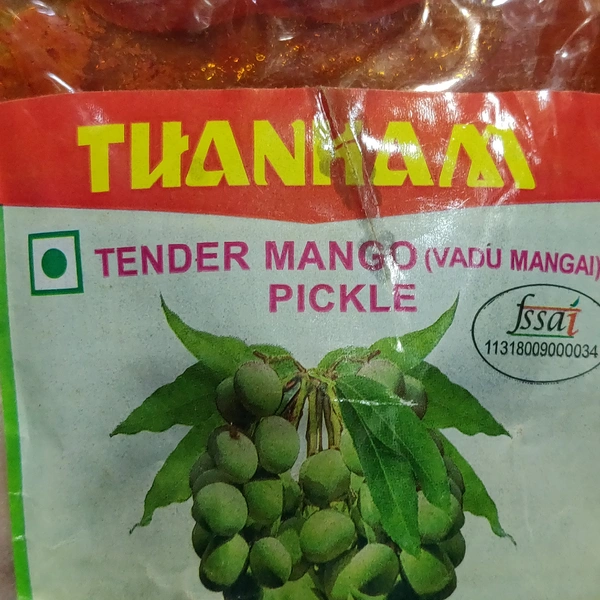 THANKAM
TENDER MANGO (VADU MANGAI)
PICKLE
fssai
11318009000034